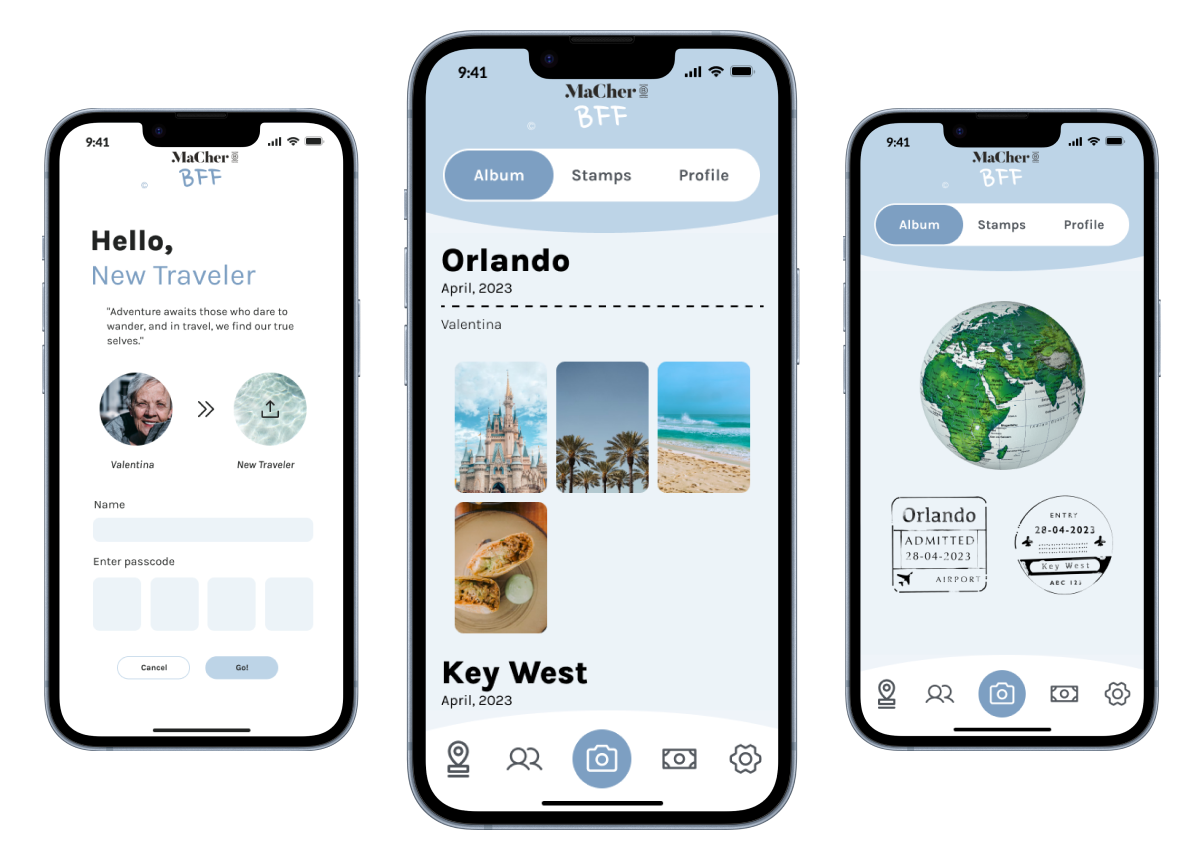 9:41
MaCher
BFF
©
Hello,
New Traveler
"Adventure awaits those who dare to
wander, and in travel, we find our true
selves."
Valentina
New Traveler
Name
Enter passcode
Cancel
Go!
9:41
MaCher
BFF
©
Album
Stamps
Profile
Orlando
April, 2023
Valentina
Key West
April, 2023
9:41
MaCher
BFF
©
Album
Stamps
Profile
Orlando
ADMITTED
28-04-2023
AIRPORT
ENTRY
28-04-2023
Key West